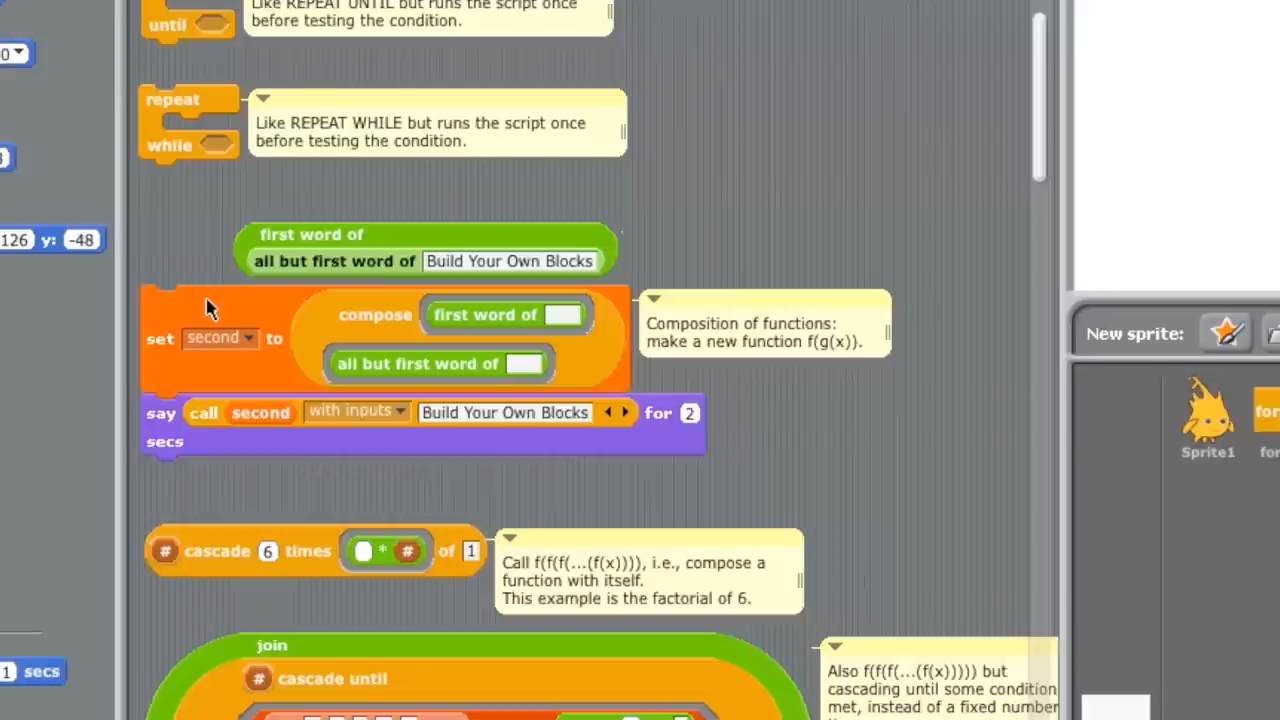 Like REPEAT UNTIL but runs the script once
before testing the condition.
until
0
repeat
while
Like REPEAT WHILE but runs the script once
before testing the condition.
126 y: -48
first word of
all but first word of Build Your Own Blocks
set second to
compose first word of
all but first word of
Composition of functions:
make a new function f(g(x)).
say call second with inputs Build Your Own Blocks for 2
secs
New sprite:
Sprite1
for
for
# cascade 6 times * # of 1
Call f(f(f(...(f(x)))), i.e., compose a
function with itself.
This example is the factorial of 6.
1 secs
join
# cascade until
Also f(f(f(...(f(x))))) but
cascading until some condition
met, instead of a fixed number